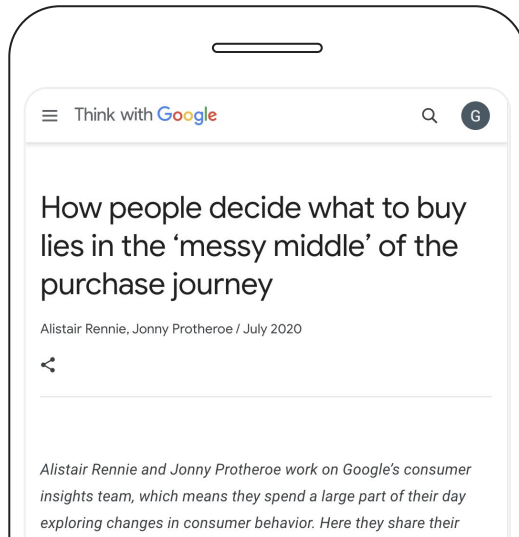 Think with Google
G
How people decide what to buy
lies in the ‘messy middle’ of the
purchase journey
Alistair Rennie, Jonny Protheroe / July 2020
Alistair Rennie and Jonny Protheroe work on Google’s consumer
insights team, which means they spend a large part of their day
exploring changes in consumer behavior. Here they share their